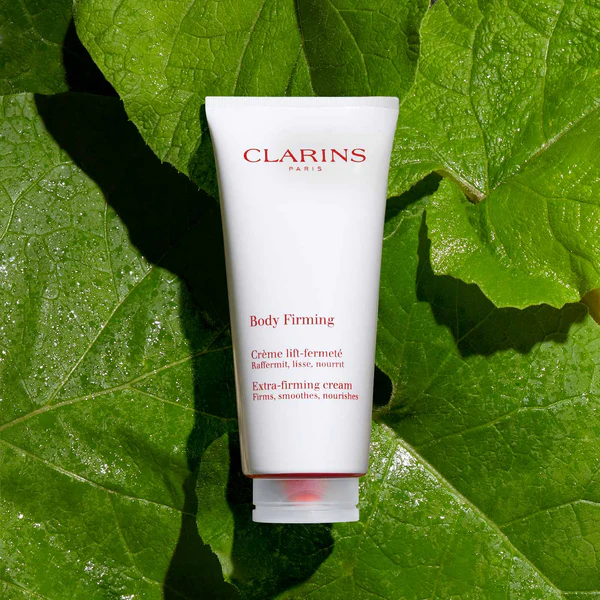 CLARINS
PARIS
Body Firming
Crème lift-fermeté
Raffermit, lisse, nourrit
Extra-firming cream
Firms, smoothes, nourishes